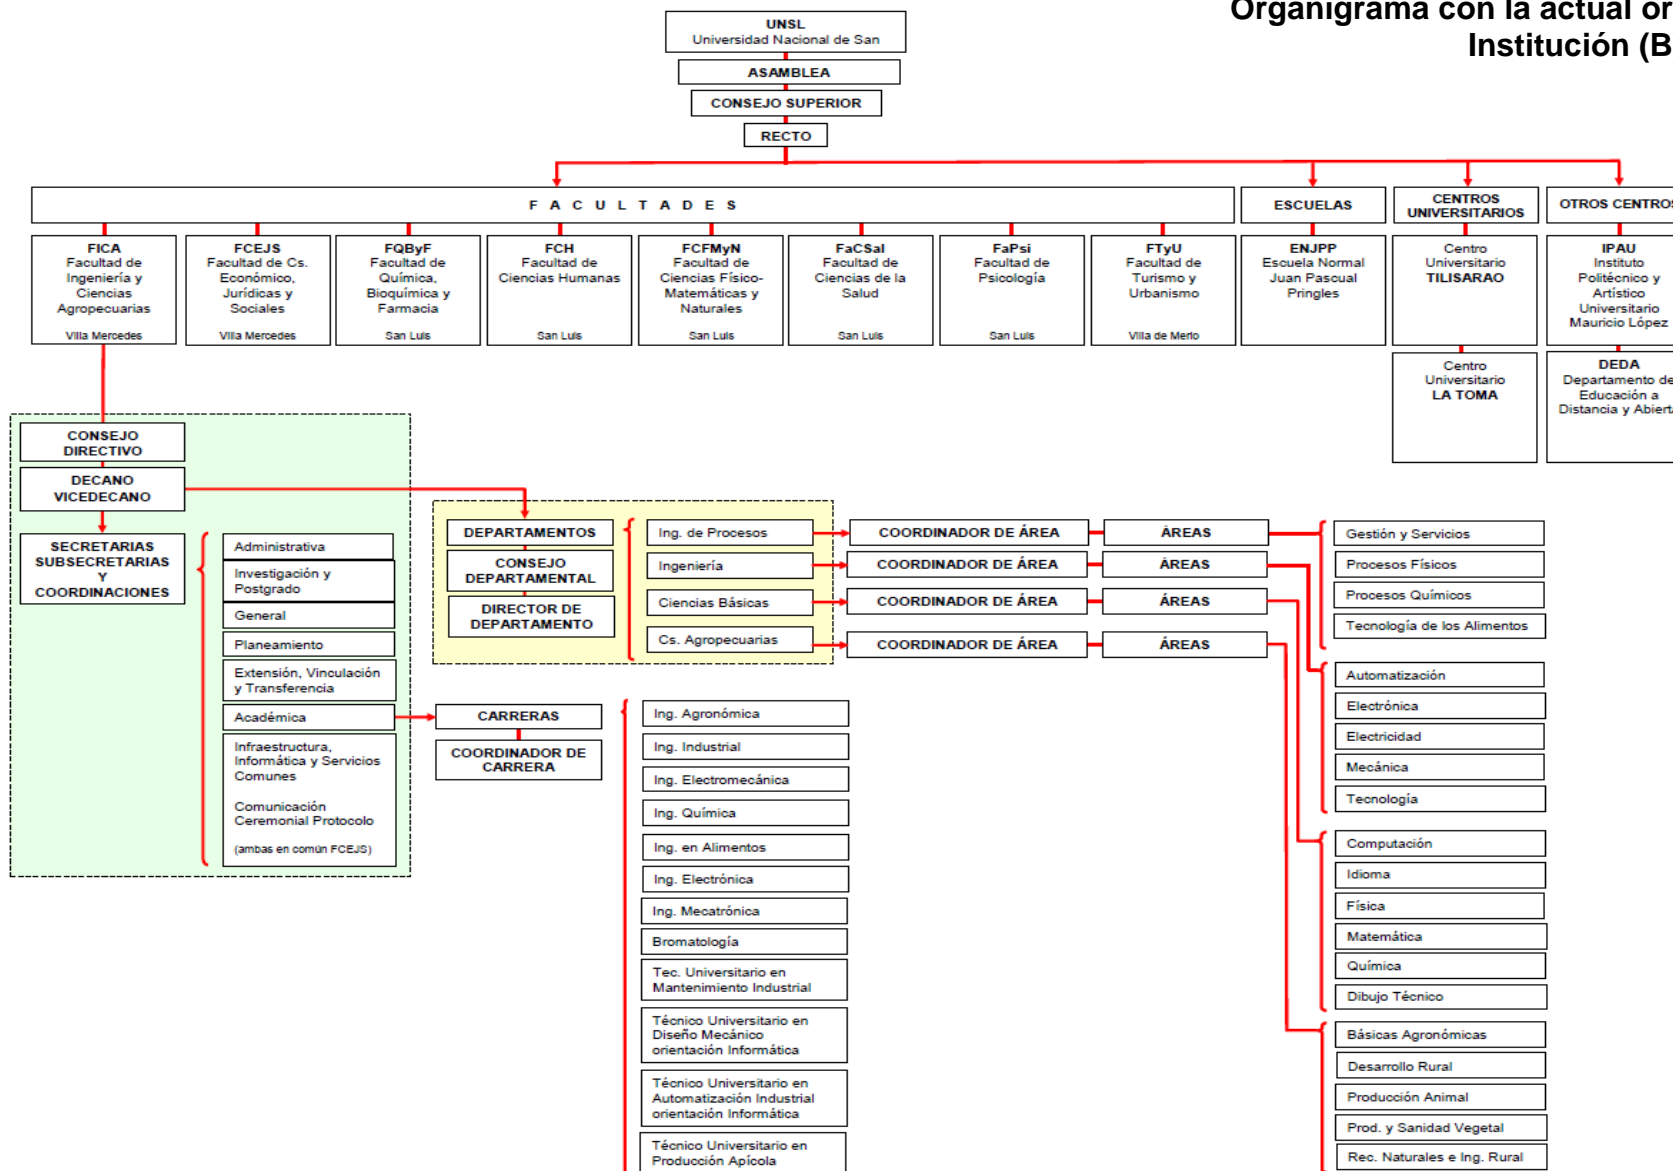 Organigrama con la actual or
Institución (B
UNSL
Universidad Nacional de San
ASAMBLEA
CONSEJO SUPERIOR
RECTO
F A C U L T A D E S
ESCUELAS
CENTROS
UNIVERSITARIOS
OTROS CENTROS
FICA
Facultad de
Ingeniería y
Ciencias
Agropecuarias
Villa Mercedes
FCEJS
Facultad de Cs.
Económico,
Jurídicas y
Sociales
Villa Mercedes
FQByF
Facultad de
Química,
Bioquímica y
Farmacia
San Luis
FCH
Facultad de
Ciencias Humanas
San Luis
FCFMyN
Facultad de
Ciencias Físico-
Matemáticas y
Naturales
San Luis
FaCSal
Facultad de
Ciencias de la
Salud
San Luis
FaPsi
Facultad de
Psicología
San Luis
FTyU
Facultad de
Turismo y
Urbanismo
Villa de Merlo
ENJPP
Escuela Normal
Juan Pascual
Pringles
Centro
Universitario
TILISARAO
IPAU
Instituto
Politécnico y
Artístico
Universitario
Mauricio López
Centro
Universitario
LA TOMA
DEDA
Departamento de
Educación a
Distancia y Abierta
CONSEJO
DIRECTIVO
DECANO
VICEDECANO
SECRETARIAS
SUBSECRETARIAS
Y
COORDINACIONES
Administrativa
Investigación y
Postgrado
General
Planeamiento
Extensión, Vinculación
y Transferencia
Académica
Infraestructura,
Informática y Servicios
Comunes
Comunicación
Ceremonial Protocolo
(ambas en común FCEJS)
DEPARTAMENTOS
CONSEJO
DEPARTAMENTAL
DIRECTOR DE
DEPARTAMENTO
Ing. de Procesos
Ingeniería
Ciencias Básicas
Cs. Agropecuarias
COORDINADOR DE ÁREA
ÁREAS
COORDINADOR DE ÁREA
ÁREAS
COORDINADOR DE ÁREA
ÁREAS
COORDINADOR DE ÁREA
ÁREAS
Gestión y Servicios
Procesos Físicos
Procesos Químicos
Tecnología de los Alimentos
Automatización
Electrónica
Electricidad
Mecánica
Tecnología
Computación
Idioma
Física
Matemática
Química
Dibujo Técnico
Básicas Agronómicas
Desarrollo Rural
Producción Animal
Prod. y Sanidad Vegetal
Rec. Naturales e Ing. Rural
CARRERAS
COORDINADOR DE
CARRERA
Ing. Agronómica
Ing. Industrial
Ing. Electromecánica
Ing. Química
Ing. en Alimentos
Ing. Electrónica
Ing. Mecatrónica
Bromatología
Tec. Universitario en
Mantenimiento Industrial
Técnico Universitario en
Diseño Mecánico
orientación Informática
Técnico Universitario en
Automatización Industrial
orientación Informática
Técnico Universitario en
Producción Apícola